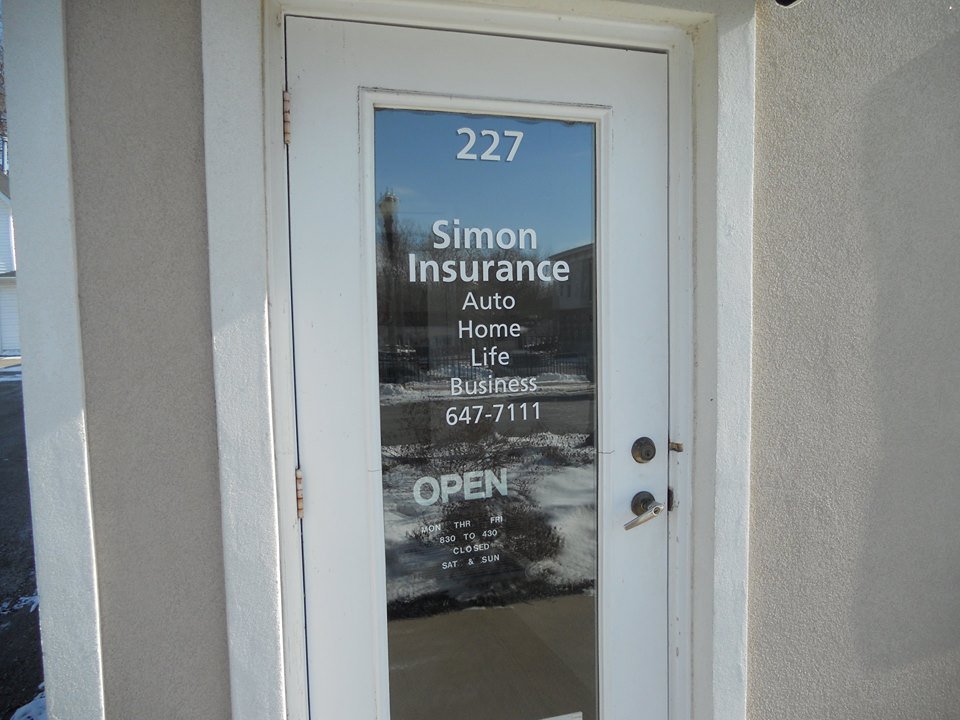 227
Simon
Insurance
Auto
Home
Life
Business
647-7111
OPEN
MON THR FRI
830 TO 430
CLOSED
SAT & SUN